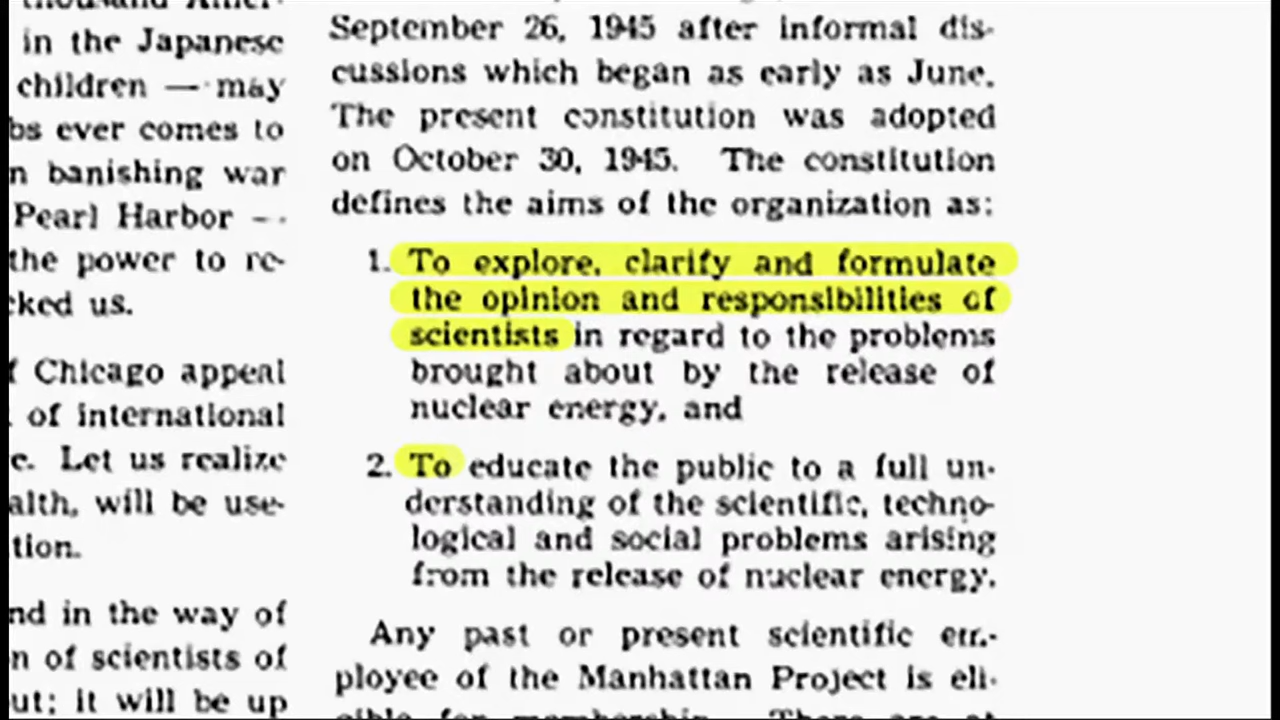 in the Japanese
children — may
bs ever comes to
n banishing war
Pearl Harbor —
the power to re-
cked us.
f Chicago appeal
of international
e. Let us realize
alth, will be use-
tion.
nd in the way of
n of scientists of
ut; it will be up
September 26, 1945 after informal dis-
cussions which began as early as June.
The present constitution was adopted
on October 30, 1945. The constitution
defines the aims of the organization as:
1. To explore, clarify and formulate
the opinion and responsibilities of
scientists in regard to the problems
brought about by the release of
nuclear energy, and
2. To educate the public to a full un-
derstanding of the scientific, techno-
logical and social problems arising
from the release of nuclear energy.
Any past or present scientific em-
ployee of the Manhattan Project is eli-